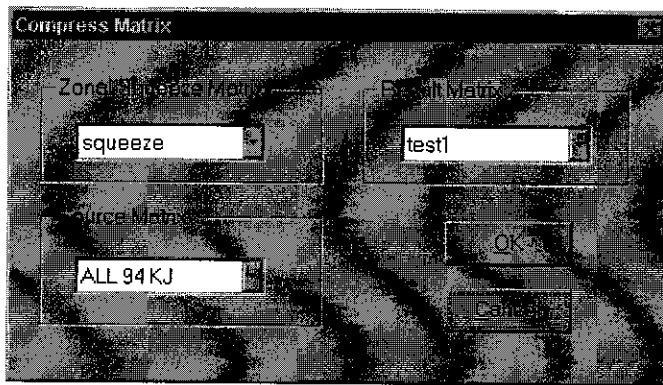 Compress Matrix
Zonal Squeeze Matrix
squeeze
Result Matrix
test1
Source Matrix
ALL 94 KJ
OK
Cancel